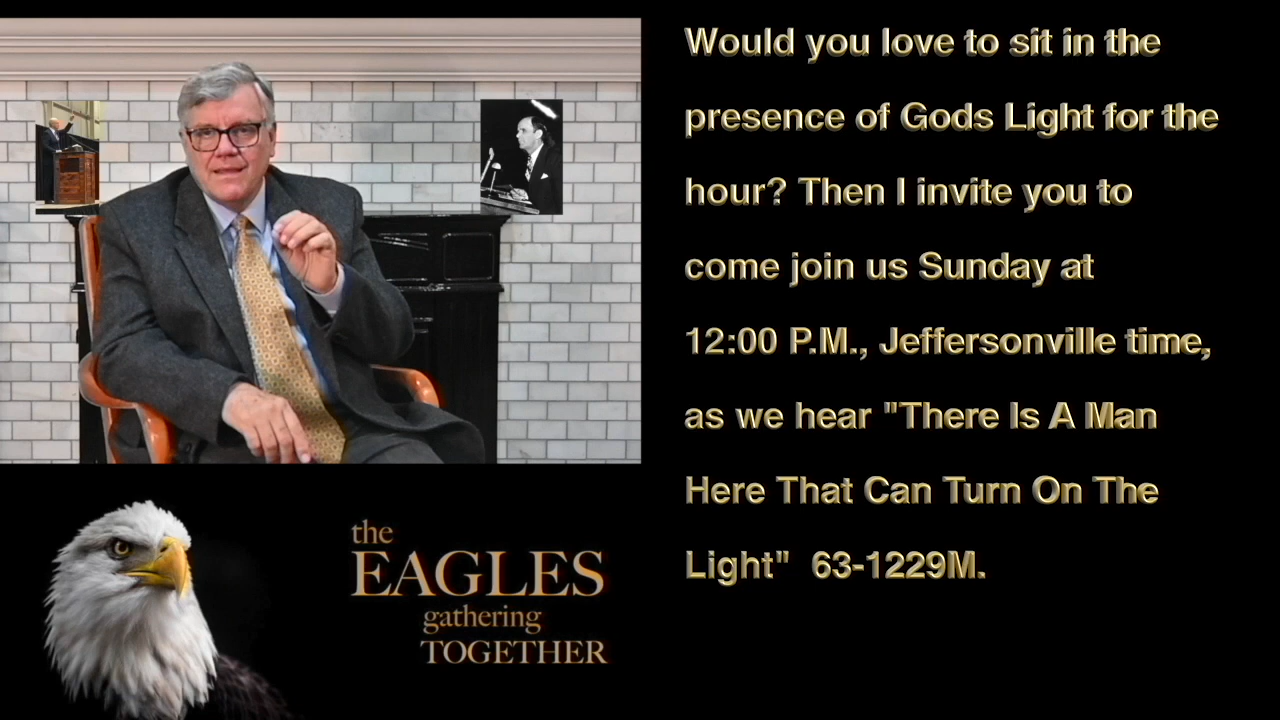 Would you love to sit in the
presence of Gods Light for the
hour? Then I invite you to
come join us Sunday at
12:00 P.M., Jeffersonville time,
as we hear "There Is A Man
Here That Can Turn On The
Light" 63-1229M.
the
EAGLES
gathering
TOGETHER